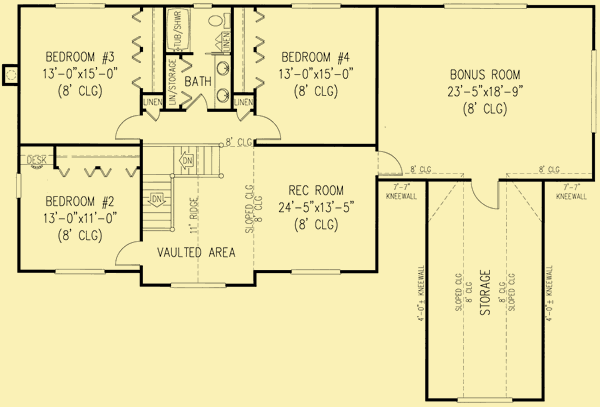 BEDROOM #3
13'-0"x15'-0"
(8' CLG)
TUB/SHWR
LINEN
LIN/STORAGE
BATH
LINEN
LINEN
BEDROOM #4
13'-0"x15'-0"
(8' CLG)
BONUS ROOM
23'-5"x18'-9"
(8' CLG)
8' CLG
DN
8' CLG
8' CLG
DESK
BEDROOM #2
13'-0"x11'-0"
(8' CLG)
DN
11' RIDGE
SLOPED CLG
8' CLG
VAULTED AREA
REC ROOM
24'-5"x13'-5"
(8' CLG)
7'-7"
KNEEWALL
7'-7"
KNEEWALL
4'-0"± KNEEWALL
SLOPED CLG
8' CLG
STORAGE
8' CLG
SLOPED CLG
4'-0"± KNEEWALL